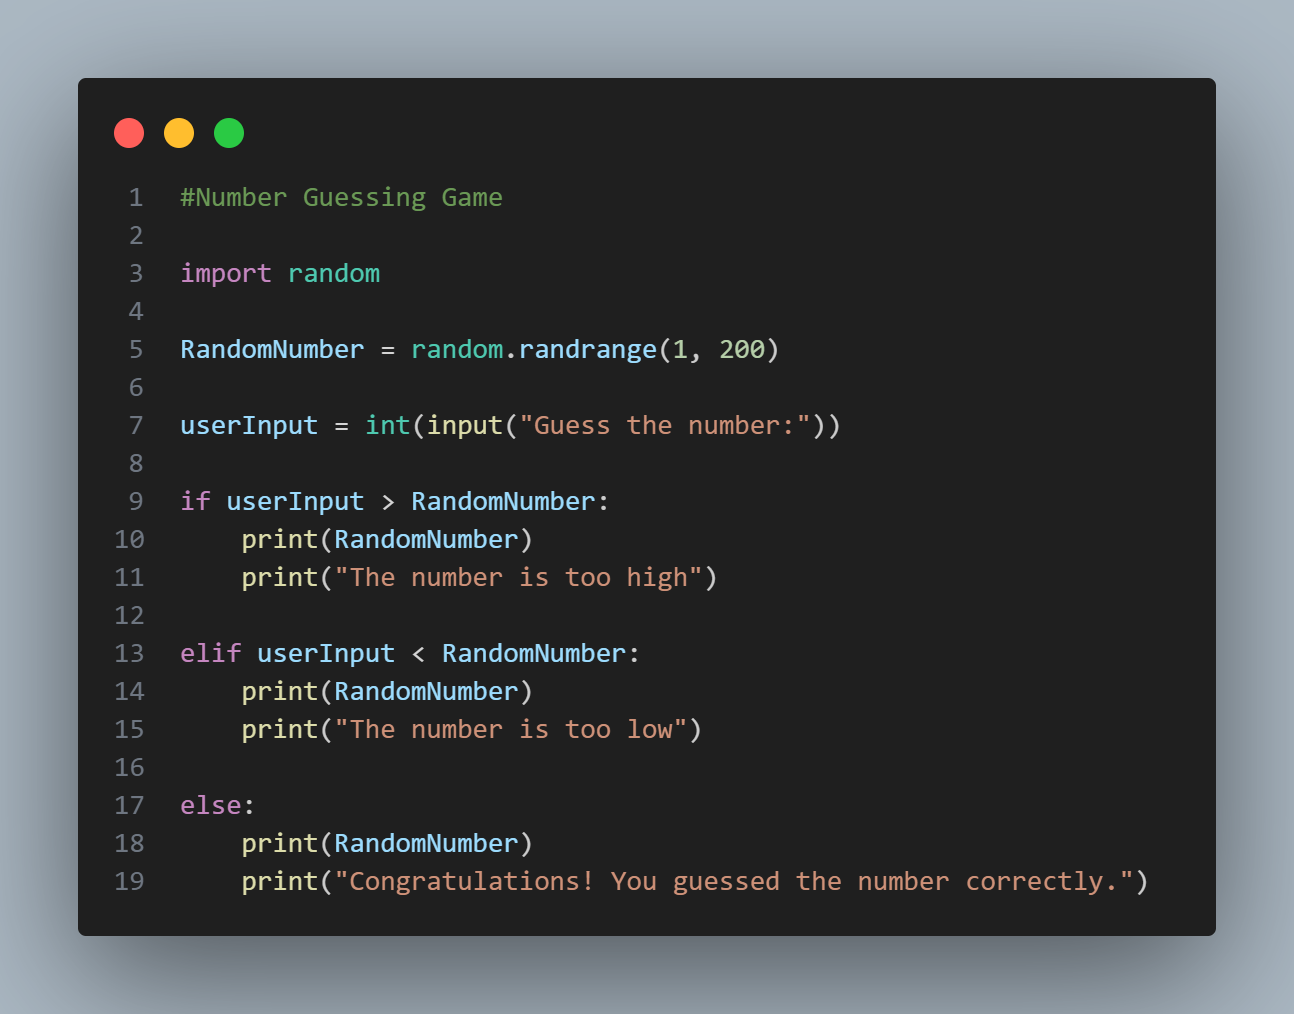 1 #Number Guessing Game
2
3 import random
4
5 RandomNumber = random.randrange(1, 200)
6
7 userInput = int(input("Guess the number:"))
8
9 if userInput > RandomNumber:
10     print(RandomNumber)
11     print("The number is too high")
12
13 elif userInput < RandomNumber:
14     print(RandomNumber)
15     print("The number is too low")
16
17 else:
18     print(RandomNumber)
19     print("Congratulations! You guessed the number correctly.")